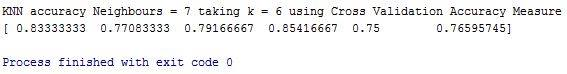 KNN accuracy Neighbours = 7 taking k = 6 using Cross Validation Accuracy Measure
[ 0.83333333 0.77083333 0.79166667 0.85416667 0.75 0.76595745]
Process finished with exit code 0